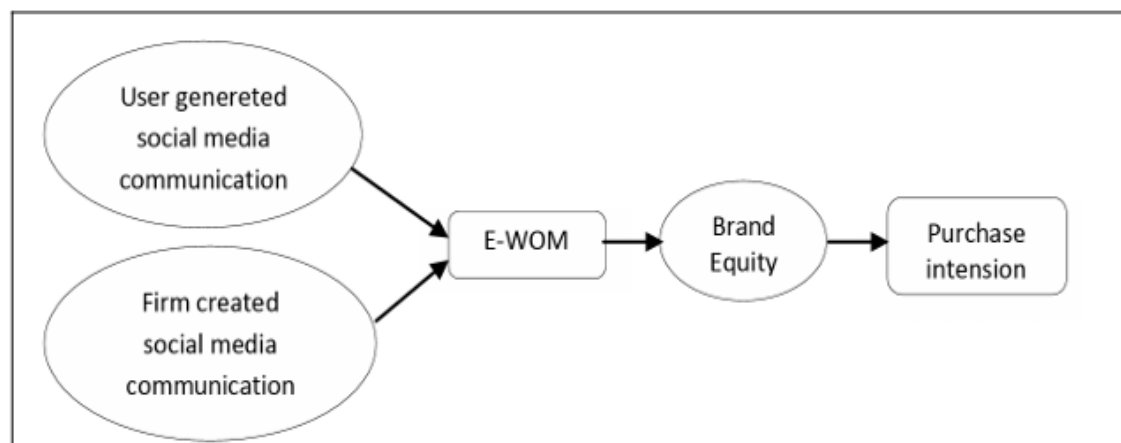 User genereted
social media
communication
Firm created
social media
communication
E-WOM
Brand
Equity
Purchase
intension